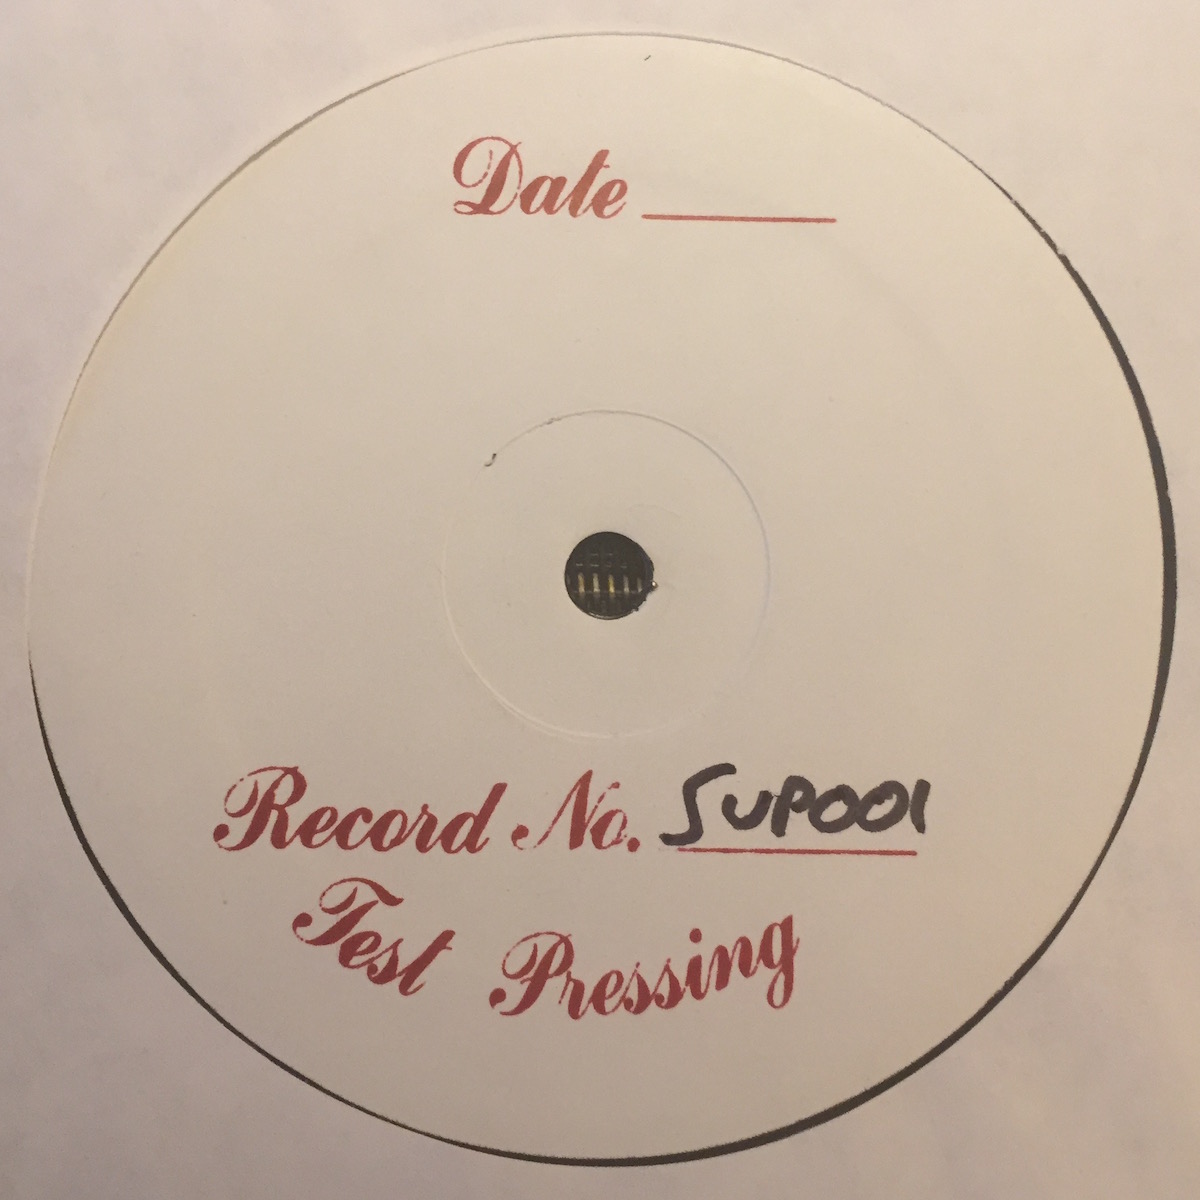 Date
Record No. SUP001
Test Pressing